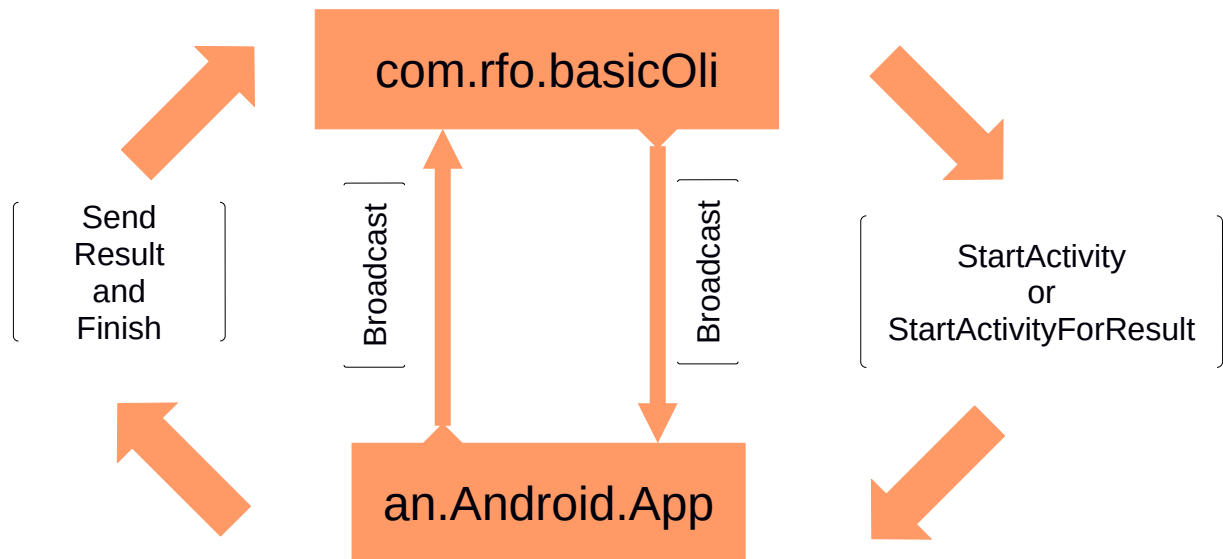 com.rfo.basicOli
Send
Result
and
Finish
Broadcast
Broadcast
StartActivity
or
StartActivityForResult
an.Android.App